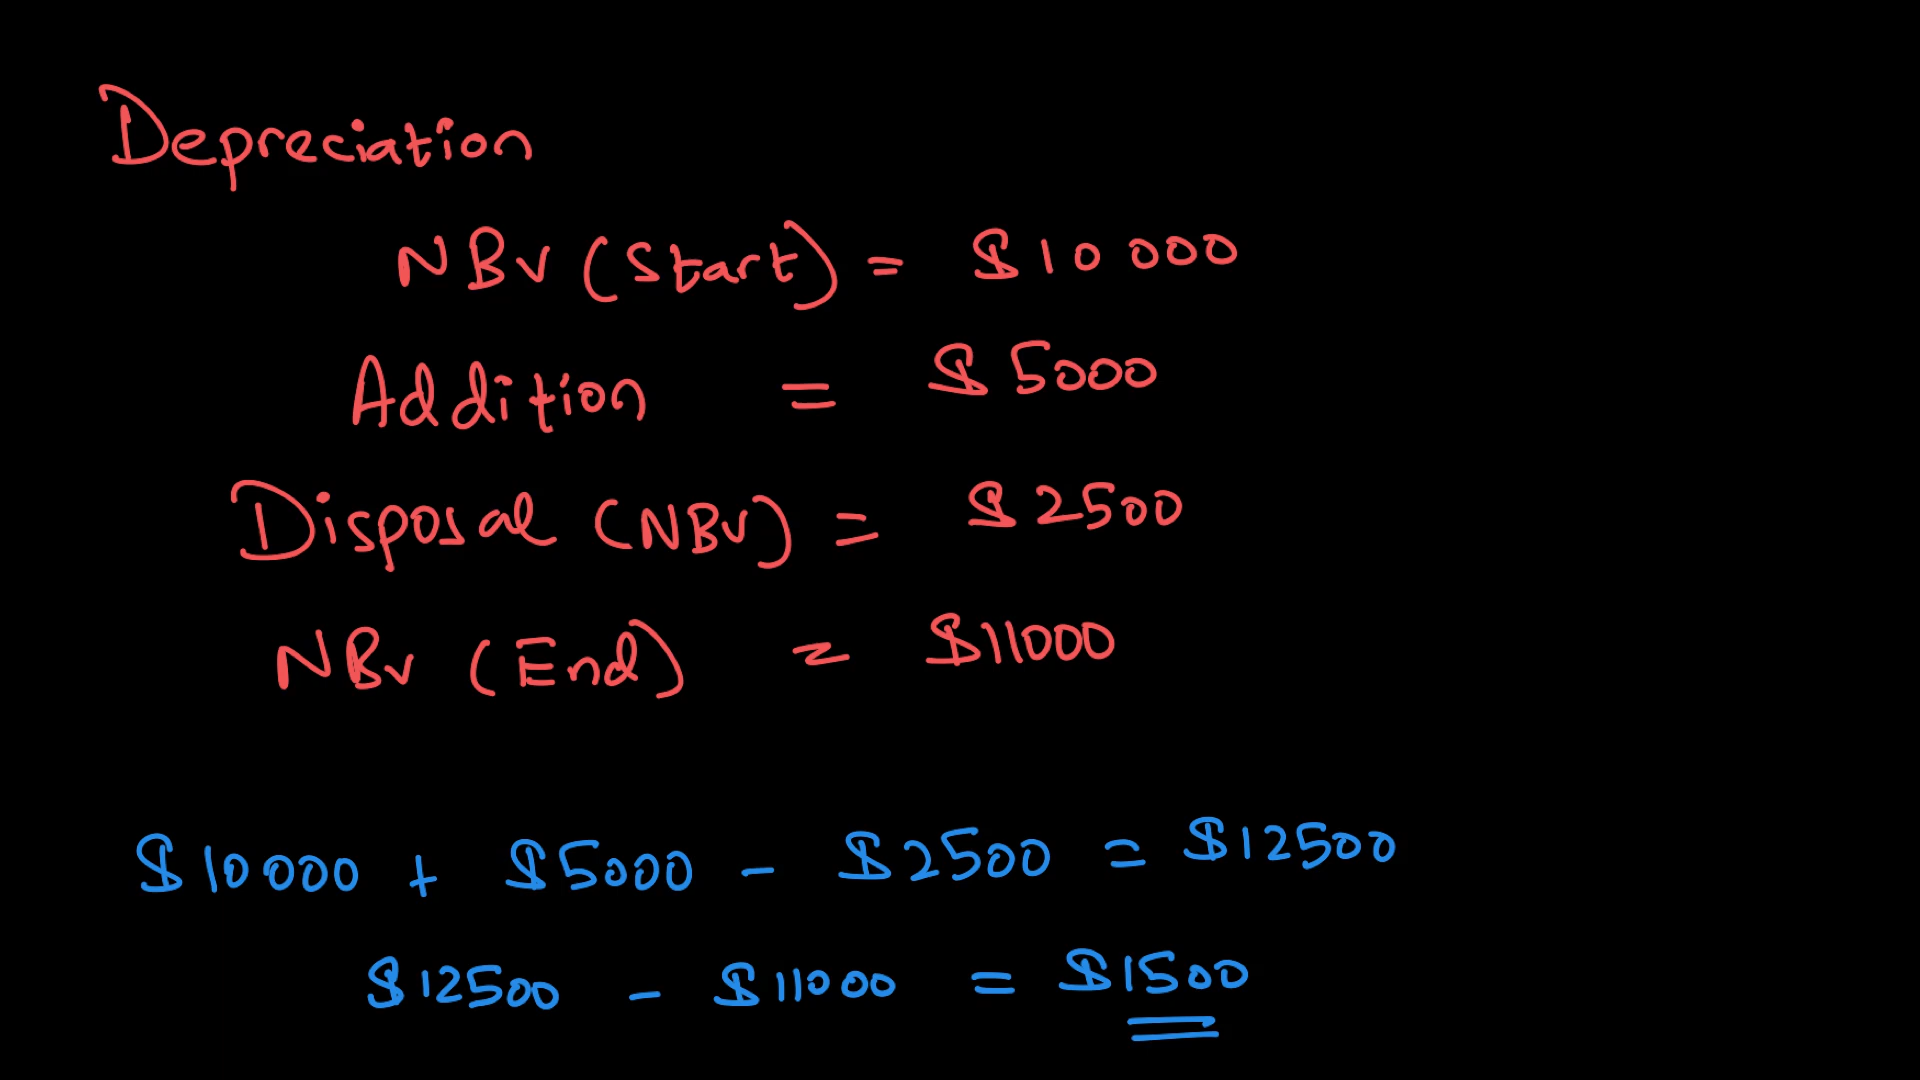 Depreciation
NBV (Start) = $10 000
Addition = $5000
Disposal (NBV) = $2500
NBV (End) = $11000
$10000 + $5000 - $2500 = $12500
$12500 - $11000 = $1500